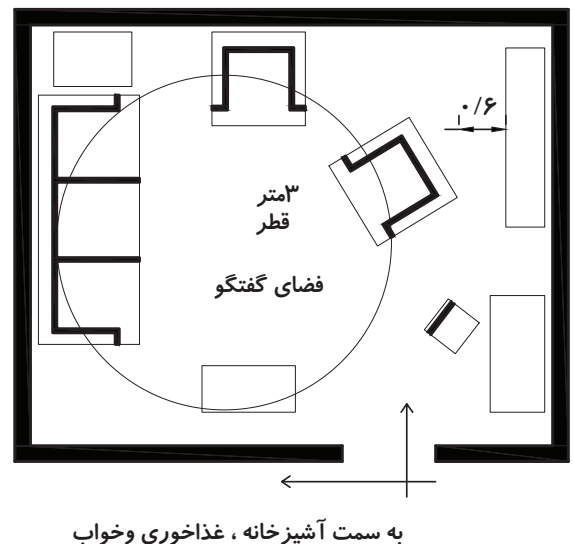 ۰/۶
۳متر
قطر
فضای گفتگو
به سمت آشپزخانه ، غذاخوری وخواب